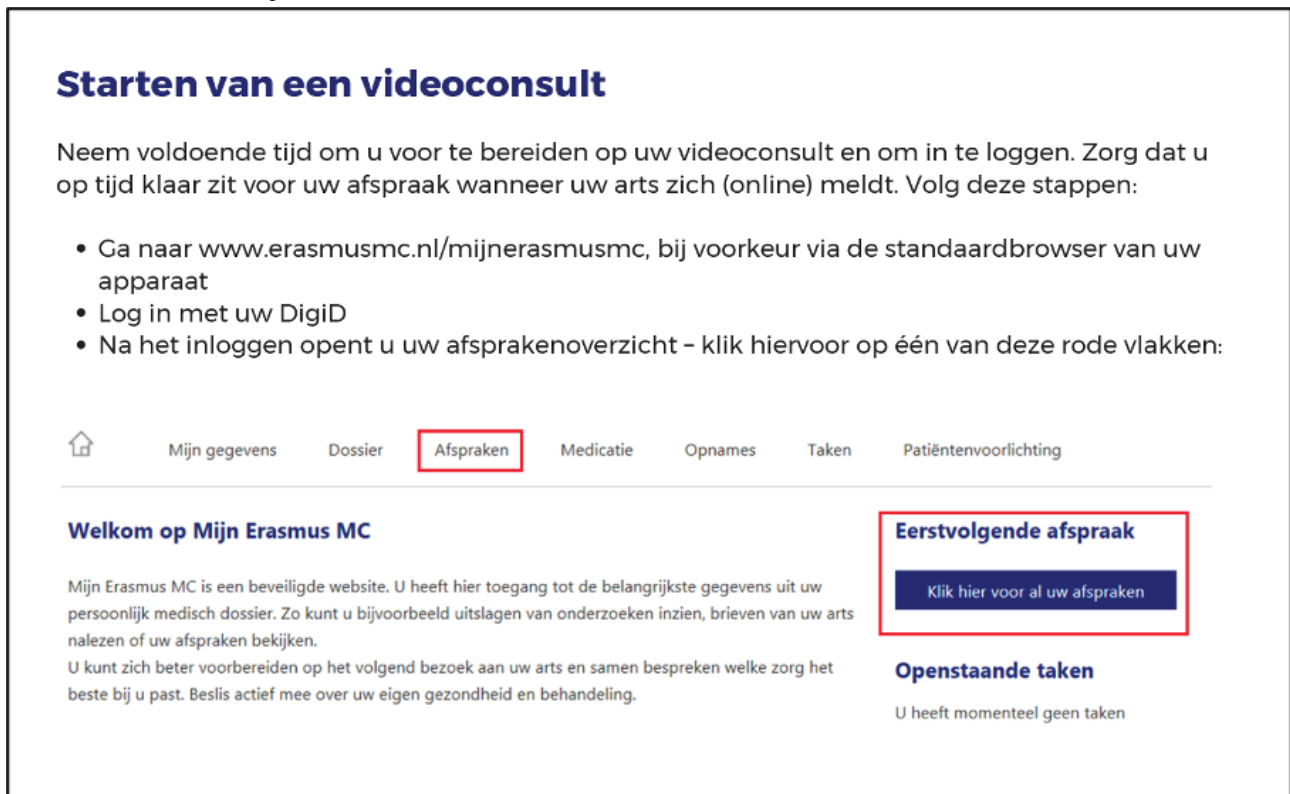 Starten van een videoconsult
Neem voldoende tijd om u voor te bereiden op uw videoconsult en om in te loggen. Zorg dat u
op tijd klaar zit voor uw afspraak wanneer uw arts zich (online) meldt. Volg deze stappen:
• Ga naar www.erasmusmc.nl/mijnerasmusmc, bij voorkeur via de standaardbrowser van uw
apparaat
• Log in met uw DigiD
• Na het inloggen opent u uw afsprakenoverzicht – klik hiervoor op één van deze rode vlakken:
Mijn gegevens Dossier Afspraken Medicatie Opnames Taken Patiëntenvoorlichting
Welkom op Mijn Erasmus MC
Mijn Erasmus MC is een beveiligde website. U heeft hier toegang tot de belangrijkste gegevens uit uw
persoonlijk medisch dossier. Zo kunt u bijvoorbeeld uitslagen van onderzoeken inzien, brieven van uw arts
nalezen of uw afspraken bekijken.
U kunt zich beter voorbereiden op het volgend bezoek aan uw arts en samen bespreken welke zorg het
beste bij u past. Beslis actief mee over uw eigen gezondheid en behandeling.
Eerstvolgende afspraak
Klik hier voor al uw afspraken
Openstaande taken
U heeft momenteel geen taken